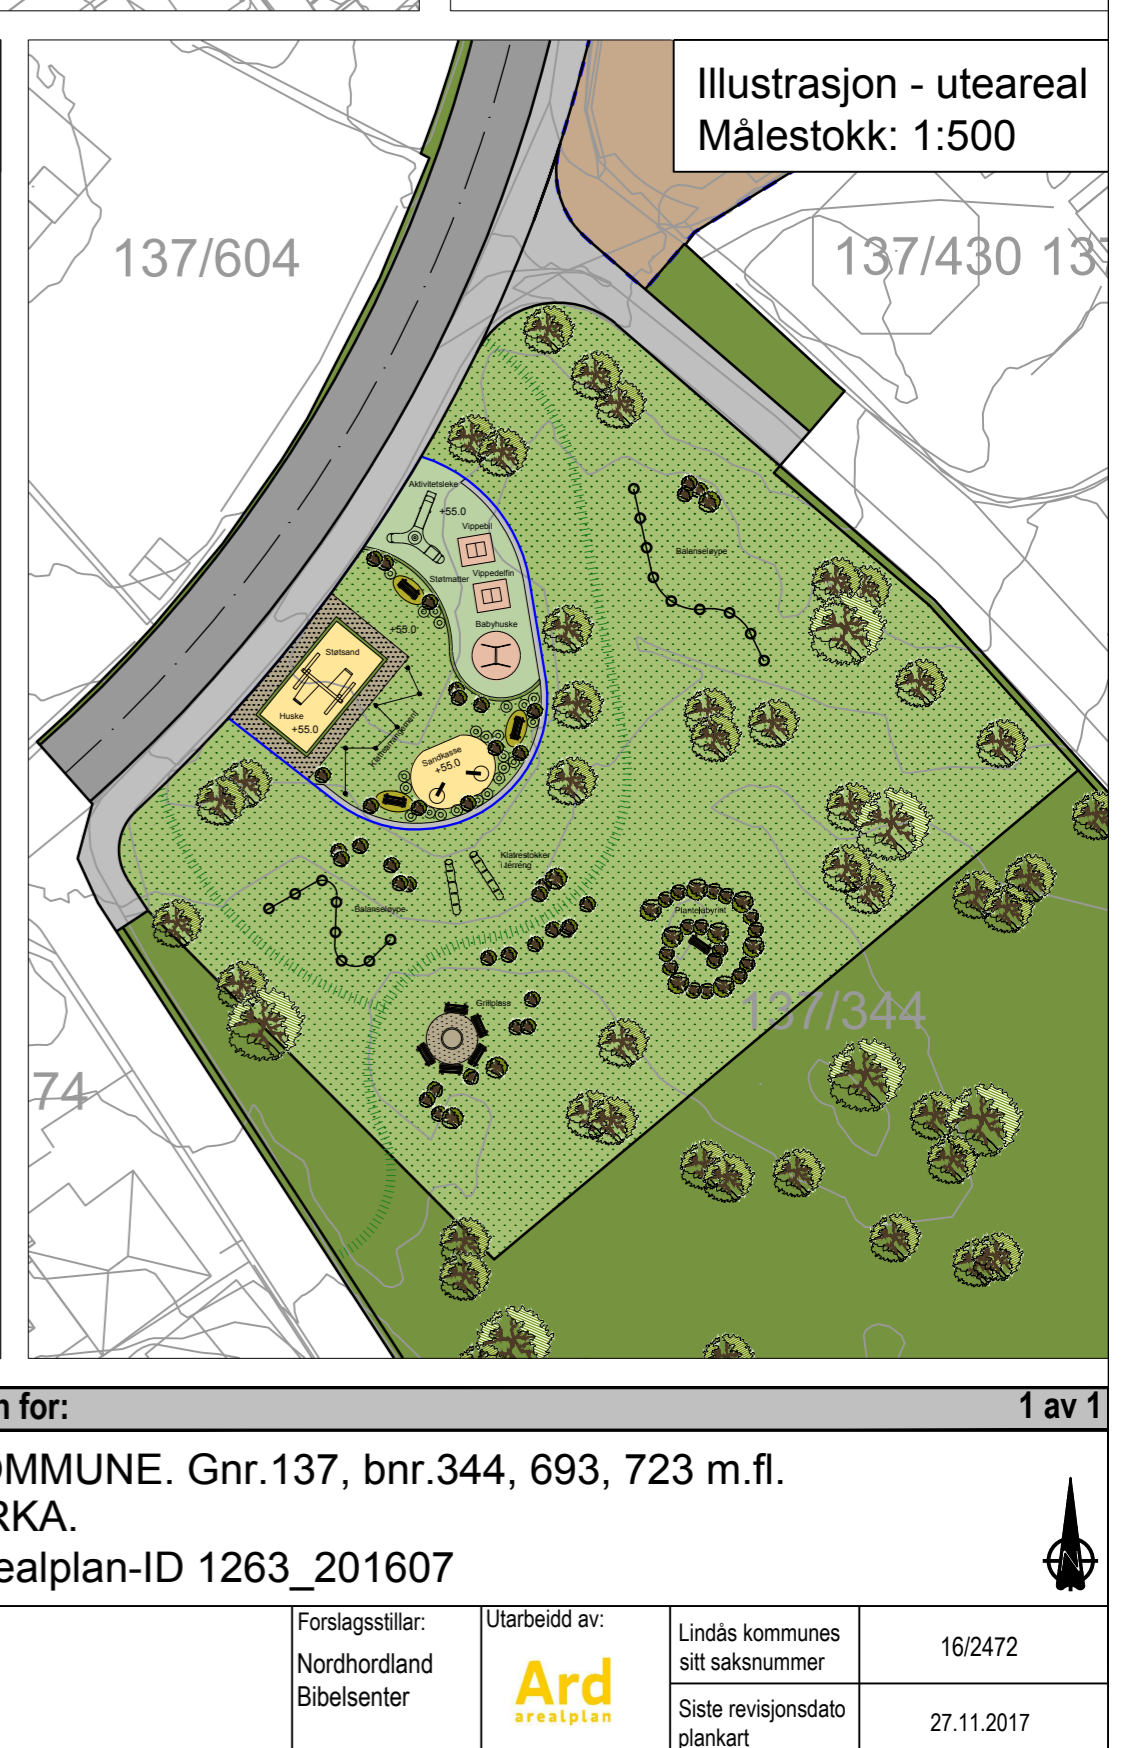 Illustrasjon - uteareal
Målestokk: 1:500
137/604
137/430
Aktivitetsleke
+55.0
Vippebil
Støtmatter
Vippedelfin
Babyhuske
+55.0
Balanseløype
Støtsand
Huske
+55.0
Sandkasse
+55.0
Klatrestokker
i terreng
Balanseløype
Plantelabyrint
Grillplass
137/344
74
n for:
1 av 1
OMMUNE. Gnr.137, bnr.344, 693, 723 m.fl.
RKA.
ealplan-ID 1263_201607
N
Forslagsstillar:
Nordhordland
Bibelsenter
Utarbeidd av:
Ard
arealplan
Lindås kommunes
sitt saksnummer
16/2472
Siste revisjonsdato
plankart
27.11.2017